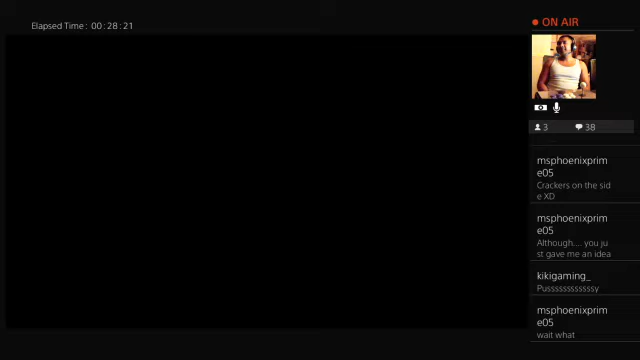 Elapsed Time : 00:28:21
ON AIR
3 38
msphoenixprim
e05
Crackers on the sid
e XD
msphoenixprim
e05
Although.... you ju
st gave me an idea
kikigaming_
Pusssssssssssy
msphoenixprim
e05
wait what